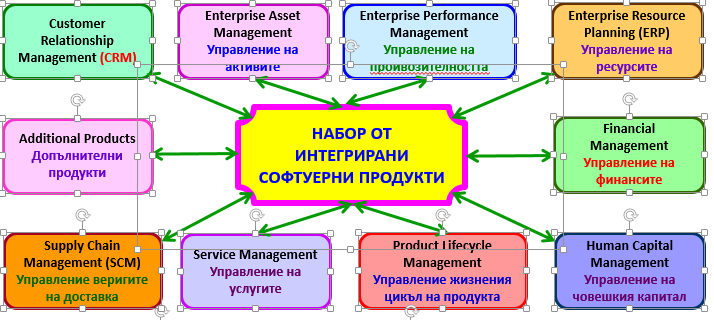 Customer
Relationship
Management (CRM)
Enterprise Asset
Management
Управление на
активите
Enterprise Performance
Management
Управление на
проивозителността
Enterprise Resource
Planning (ERP)
Управление на
ресурсите
Additional Products
Допълнителни
продукти
НАБОР ОТ
ИНТЕГРИРАНИ
СОФТУЕРНИ ПРОДУКТИ
Financial
Management
Управление на
финансите
Supply Chain
Management (SCM)
Управление веригите
на доставка
Service Management
Управление на
услугите
Product Lifecycle
Management
Управление жизнения
цикъл на продукта
Human Capital
Management
Управление на
човешкия капитал